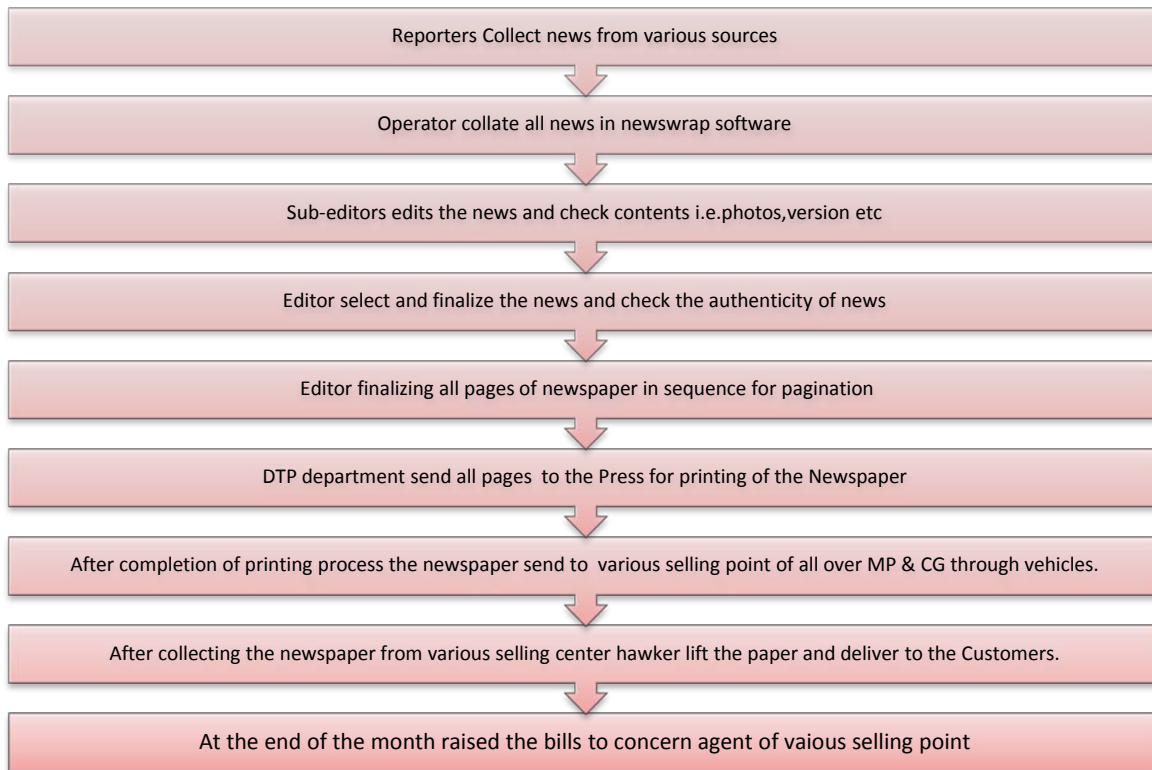 Reporters Collect news from various sources
Operator collate all news in newswrap software
Sub-editors edits the news and check contents i.e.photos,version etc
Editor select and finalize the news and check the authenticity of news
Editor finalizing all pages of newspaper in sequence for pagination
DTP department send all pages to the Press for printing of the Newspaper
After completion of printing process the newspaper send to various selling point of all over MP & CG through vehicles.
After collecting the newspaper from various selling center hawker lift the paper and deliver to the Customers.
At the end of the month raised the bills to concern agent of vaious selling point